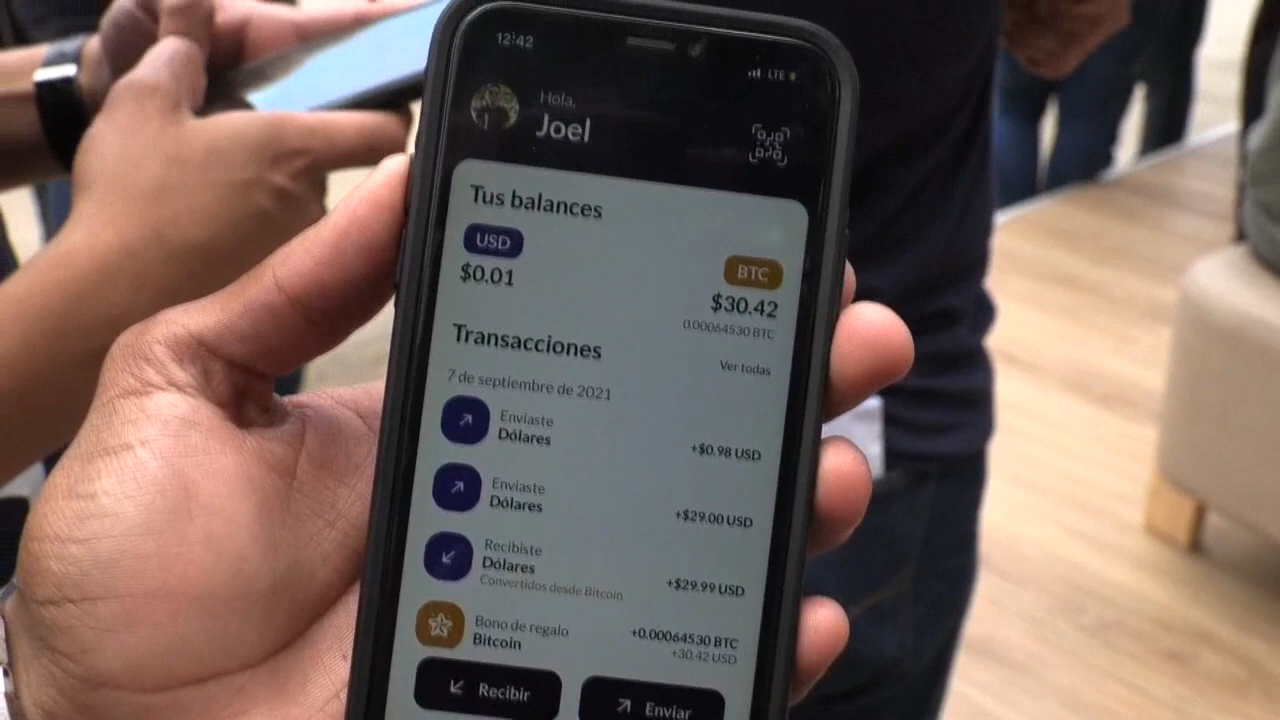 12:42
LTE
Hola,
Joel
Tus balances
USD
$0.01
BTC
$30.42
0.00064530 BTC
Transacciones
Ver todas
7 de septiembre de 2021
Enviaste
Dólares
+$0.98 USD
Enviaste
Dólares
+$29.00 USD
Recibiste
Dólares
Convertidos desde Bitcoin
+$29.99 USD
Bono de regalo
Bitcoin
+0.00064530 BTC
+30.42 USD
Recibir
Enviar